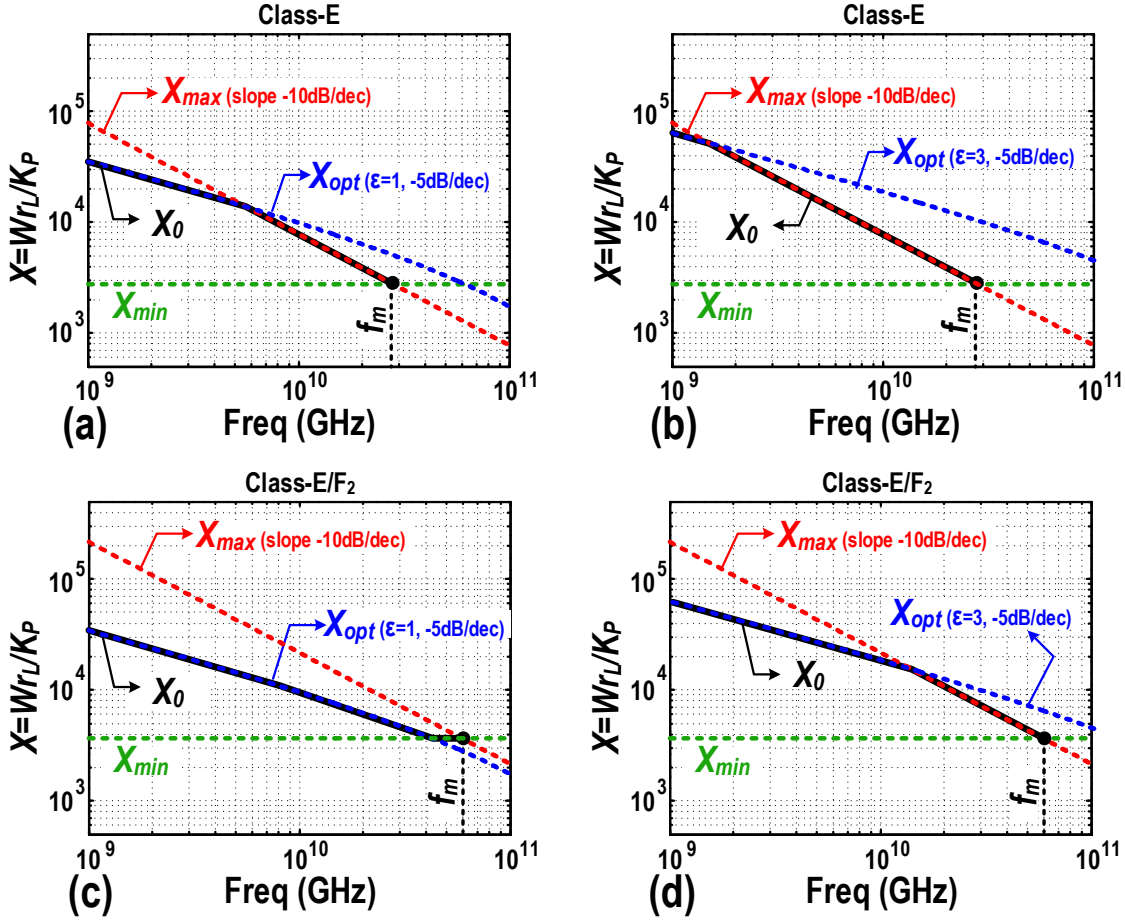 Class-E
X=WrL/KP
10^5
10^4
10^3
Xmax (slope -10dB/dec)
Xopt (ε=1, -5dB/dec)
X0
Xmin
fm
10^9
10^10
10^11
(a)
Freq (GHz)
Class-E
X=WrL/KP
10^5
10^4
10^3
Xmax (slope -10dB/dec)
Xopt (ε=3, -5dB/dec)
X0
Xmin
fm
10^9
10^10
10^11
(b)
Freq (GHz)
Class-E/F2
X=WrL/KP
10^5
10^4
10^3
Xmax (slope -10dB/dec)
Xopt (ε=1, -5dB/dec)
X0
Xmin
fm
10^9
10^10
10^11
(c)
Freq (GHz)
Class-E/F2
X=WrL/KP
10^5
10^4
10^3
Xmax (slope -10dB/dec)
Xopt (ε=3, -5dB/dec)
X0
Xmin
fm
10^9
10^10
10^11
(d)
Freq (GHz)